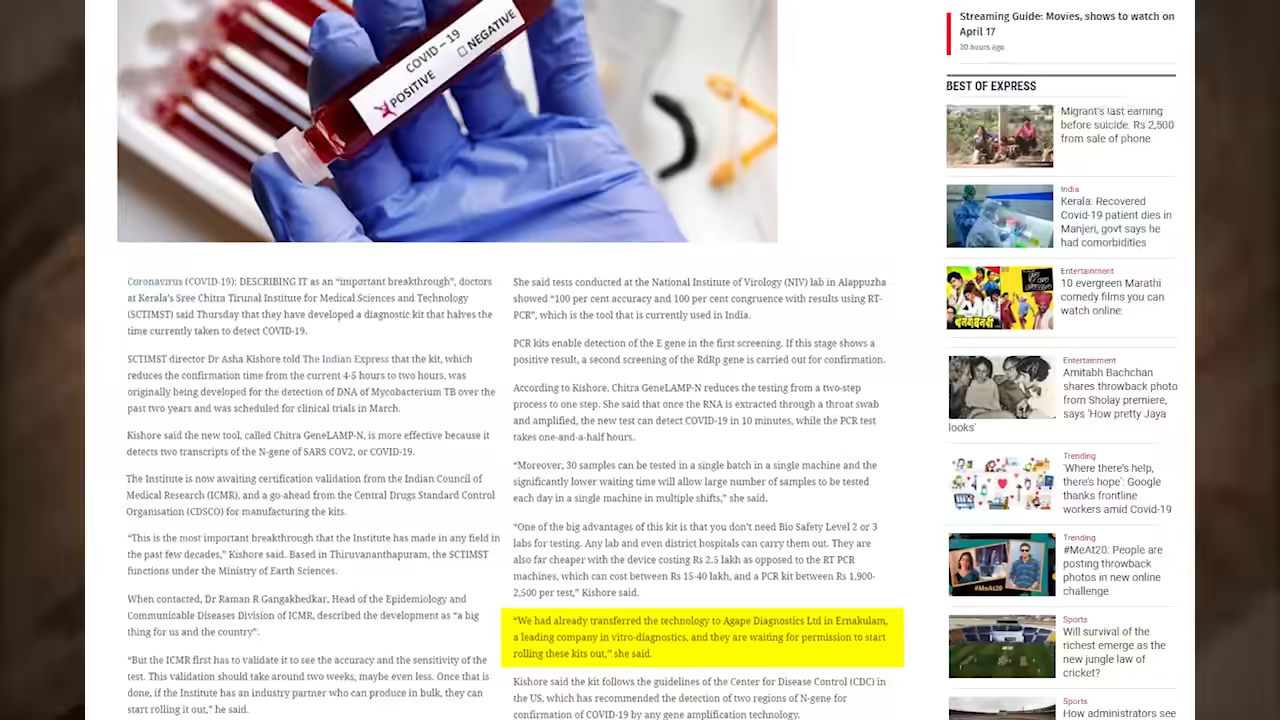 COVID – 19
POSITIVE
NEGATIVE
Coronavirus (COVID-19): DESCRIBING IT as an "important breakthrough", doctors
at Kerala's Sree Chitra Tirunal Institute for Medical Sciences and Technology
(SCTIMST) said Thursday that they have developed a diagnostic kit that halves the
time currently taken to detect COVID-19.
SCTIMST director Dr Asha Kishore told The Indian Express that the kit, which
reduces the confirmation time from the current 4-5 hours to two hours, was
originally being developed for the detection of DNA of Mycobacterium TB over the
past two years and was scheduled for clinical trials in March.
Kishore said the new tool, called Chitra GeneLAMP-N, is more effective because it
detects two transcripts of the N-gene of SARS COV2, or COVID-19.
The Institute is now awaiting certification validation from the Indian Council of
Medical Research (ICMR), and a go-ahead from the Central Drugs Standard Control
Organisation (CDSCO) for manufacturing the kits.
"This is the most important breakthrough that the Institute has made in any field in
the past few decades," Kishore said. Based in Thiruvananthapuram, the SCTIMST
functions under the Ministry of Earth Sciences.
When contacted, Dr Raman R Gangakhedkar, Head of the Epidemiology and
Communicable Diseases Division of ICMR, described the development as "a big
thing for us and the country".
"But the ICMR first has to validate it to see the accuracy and the sensitivity of the
test. This validation should take around two weeks, maybe even less. Once that is
done, if the Institute has an industry partner who can produce in bulk, they can
start rolling it out," he said.
She said tests conducted at the National Institute of Virology (NIV) lab in Alappuzha
showed "100 per cent accuracy and 100 per cent congruence with results using RT-
PCR", which is the tool that is currently used in India.
PCR kits enable detection of the E gene in the first screening. If this stage shows a
positive result, a second screening of the RdRp gene is carried out for confirmation.
According to Kishore, Chitra GeneLAMP-N reduces the testing from a two-step
process to one step. She said that once the RNA is extracted through a throat swab
and amplified, the new test can detect COVID-19 in 10 minutes, while the PCR test
takes one-and-a-half hours.
"Moreover, 30 samples can be tested in a single batch in a single machine and the
significantly lower waiting time will allow large number of samples to be tested
each day in a single machine in multiple shifts," she said.
"One of the big advantages of this kit is that you don't need Bio Safety Level 2 or 3
labs for testing. Any lab and even district hospitals can carry them out. They are
also far cheaper with the device costing Rs 2.5 lakh as opposed to the RT PCR
machines, which can cost between Rs 15-40 lakh, and a PCR kit between Rs 1,900-
2,500 per test," Kishore said.
"We had already transferred the technology to Agape Diagnostics Ltd in Ernakulam,
a leading company in vitro-diagnostics, and they are waiting for permission to start
rolling these kits out," she said.
Kishore said the kit follows the guidelines of the Center for Disease Control (CDC) in
the US, which has recommended the detection of two regions of N-gene for
confirmation of COVID-19 by any gene amplification technology.
Streaming Guide: Movies, shows to watch on
April 17
20 hours ago
BEST OF EXPRESS
Migrant's last earning
before suicide. Rs 2,500
from sale of phone
India
Kerala: Recovered
Covid-19 patient dies in
Manjeri, govt says he
had comorbidities
Entertainment
10 evergreen Marathi
comedy films you can
watch online
Entertainment
Amitabh Bachchan
shares throwback photo
from Sholay premiere,
says 'How pretty Jaya
looks'
Trending
'Where there's help,
there's hope': Google
thanks frontline
workers amid Covid-19
Trending
#MeAt20: People are
posting throwback
photos in new online
challenge
#MeAt20
Sports
Will survival of the
richest emerge as the
new jungle law of
cricket?
Sports
How administrators see